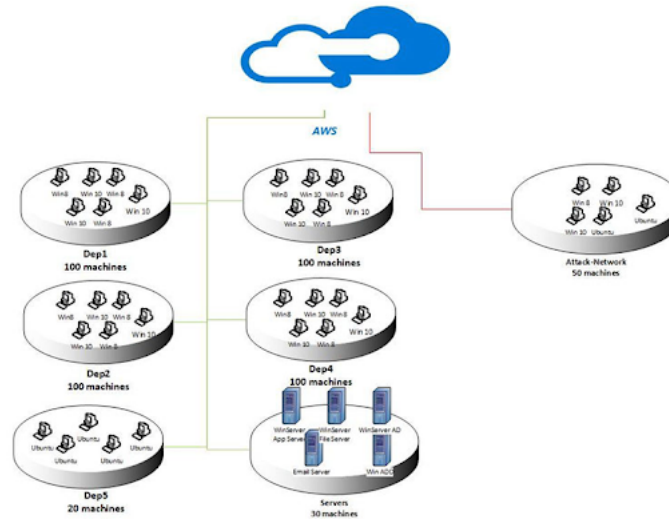 AWS
Win8 Win 10 Win 8
Win 10
Win 10 Win 8
Dep1
100 machines
Win8 Win 10 Win 8
Win 10
Win 10 Win 8
Dep3
100 machines
Win 8 Win 10
Ubuntu
Win 10 Ubuntu
Attack-Network
50 machines
Win8 Win 10 Win 8
Win 10
Win 10 Win 8
Dep2
100 machines
Win8 Win 10 Win 8
Win 10
Win 10 Win 8
Dep4
100 machines
Ubuntu Ubuntu Ubuntu
Ubuntu Ubuntu
Dep5
20 machines
WinServer WinServer WinServer AD
App Server File Server
Email Server
Servers
30 machines